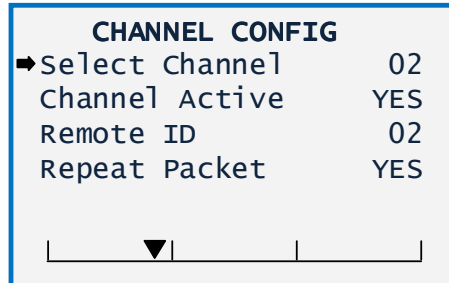 CHANNEL CONFIG
Select Channel 02
Channel Active YES
Remote ID 02
Repeat Packet YES